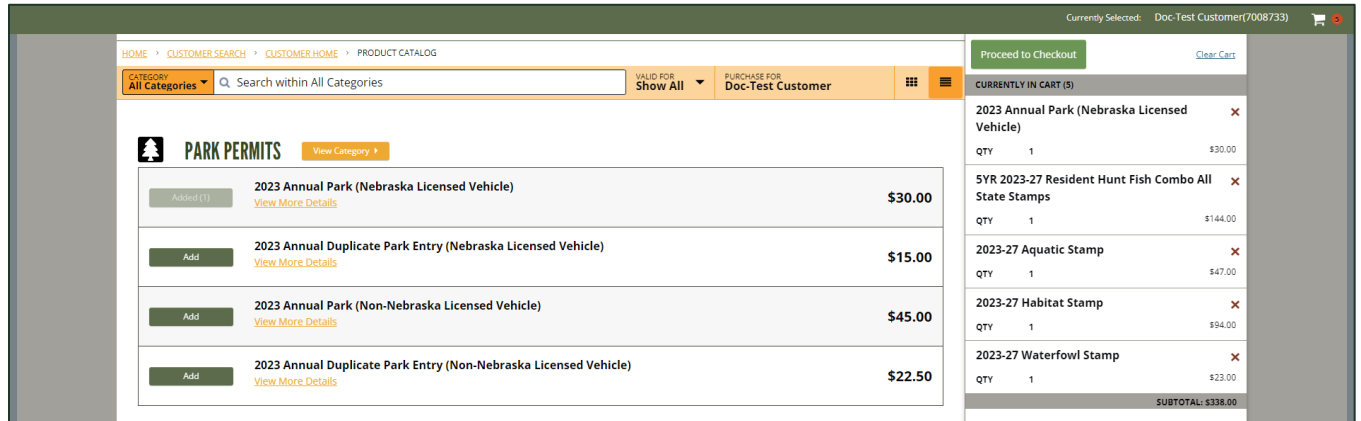 Currently Selected: Doc-Test Customer(7008733) 5
HOME › CUSTOMER SEARCH › CUSTOMER HOME › PRODUCT CATALOG
CATEGORY
All Categories
Search within All Categories
VALID FOR
Show All
PURCHASE FOR
Doc-Test Customer
PARK PERMITS View Category
Added (1)
2023 Annual Park (Nebraska Licensed Vehicle)
View More Details
$30.00
Add
2023 Annual Duplicate Park Entry (Nebraska Licensed Vehicle)
View More Details
$15.00
Add
2023 Annual Park (Non-Nebraska Licensed Vehicle)
View More Details
$45.00
Add
2023 Annual Duplicate Park Entry (Non-Nebraska Licensed Vehicle)
View More Details
$22.50
Proceed to Checkout Clear Cart
CURRENTLY IN CART (5)
2023 Annual Park (Nebraska Licensed
Vehicle)
QTY 1 $30.00
5YR 2023-27 Resident Hunt Fish Combo All
State Stamps
QTY 1 $144.00
2023-27 Aquatic Stamp
QTY 1 $47.00
2023-27 Habitat Stamp
QTY 1 $94.00
2023-27 Waterfowl Stamp
QTY 1 $23.00
SUBTOTAL: $338.00